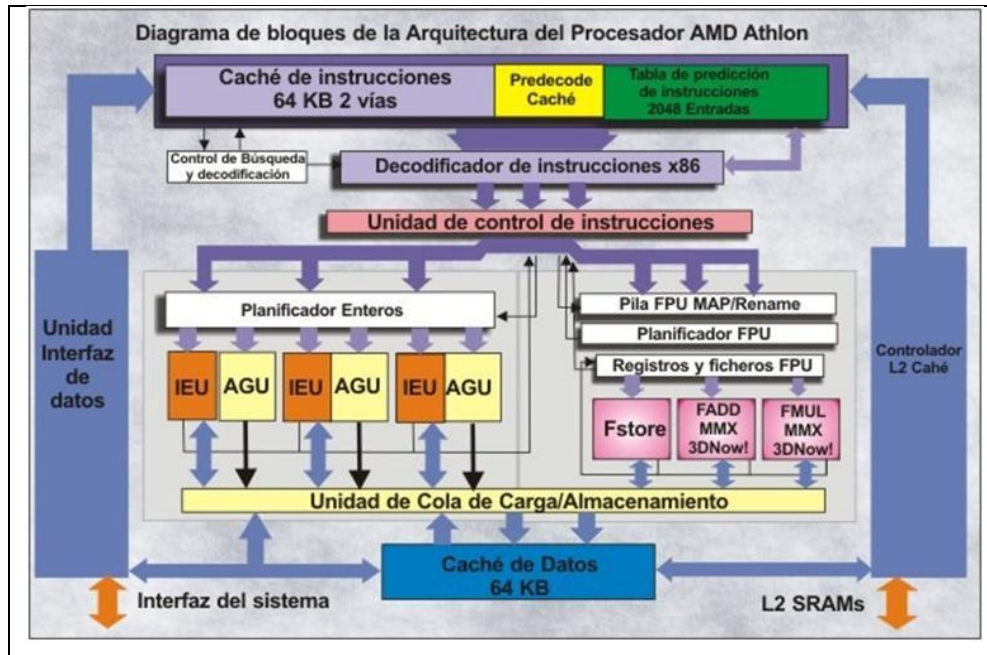 Diagrama de bloques de la Arquitectura del Procesador AMD Athlon
Caché de instrucciones
64 KB 2 vías
Predecode
Caché
Tabla de predicción
de instrucciones
2048 Entradas
Control de Búsqueda
y decodificación
Decodificador de instrucciones x86
Unidad de control de instrucciones
Planificador Enteros
Pila FPU MAP/Rename
Planificador FPU
Registros y ficheros FPU
Unidad
Interfaz
de
datos
Controlador
L2 Cahé
IEU
AGU
IEU
AGU
IEU
AGU
Fstore
FADD
MMX
3DNow!
FMUL
MMX
3DNow!
Unidad de Cola de Carga/Almacenamiento
Caché de Datos
64 KB
Interfaz del sistema
L2 SRAMs